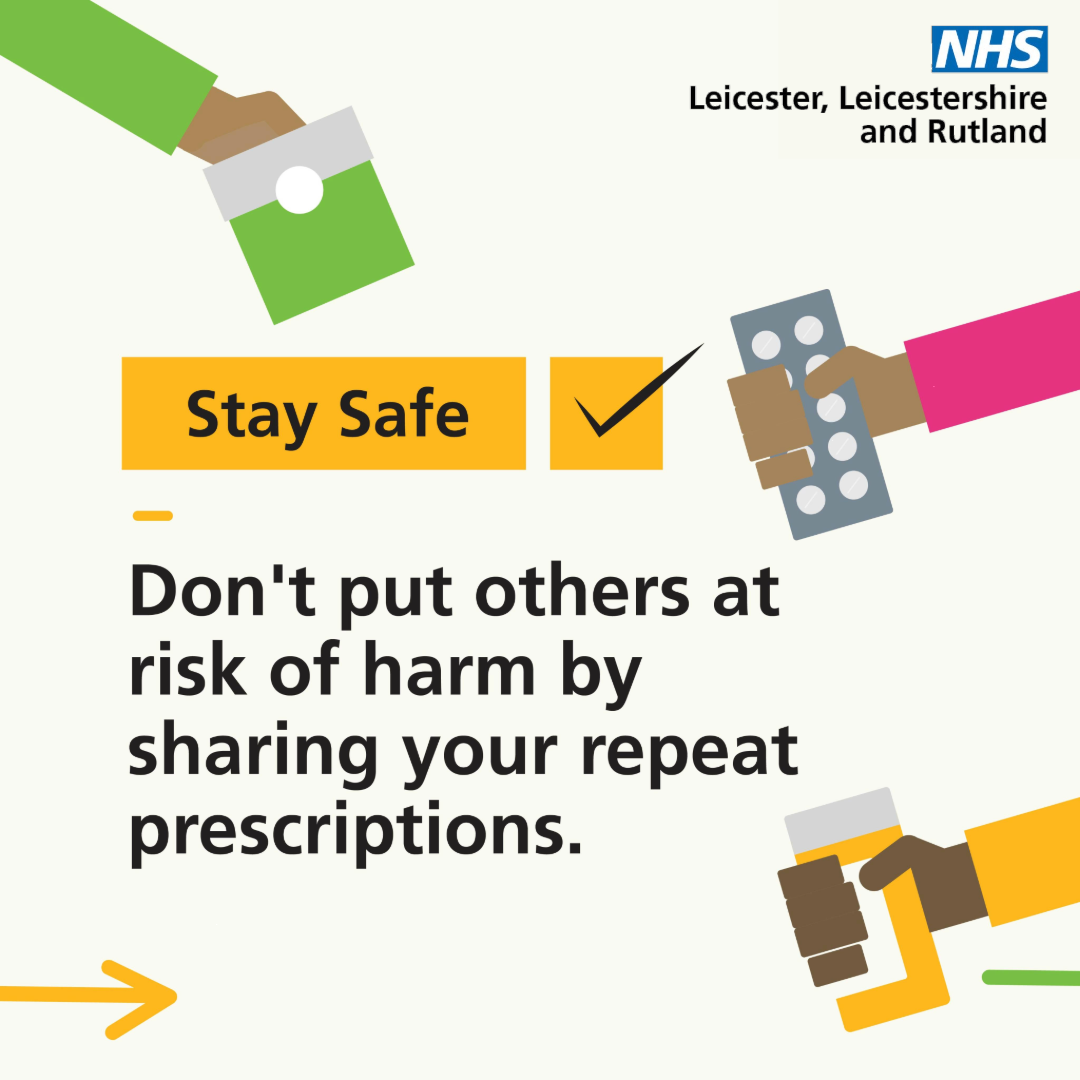 NHS
Leicester, Leicestershire
and Rutland
Stay Safe
Don't put others at
risk of harm by
sharing your repeat
prescriptions.